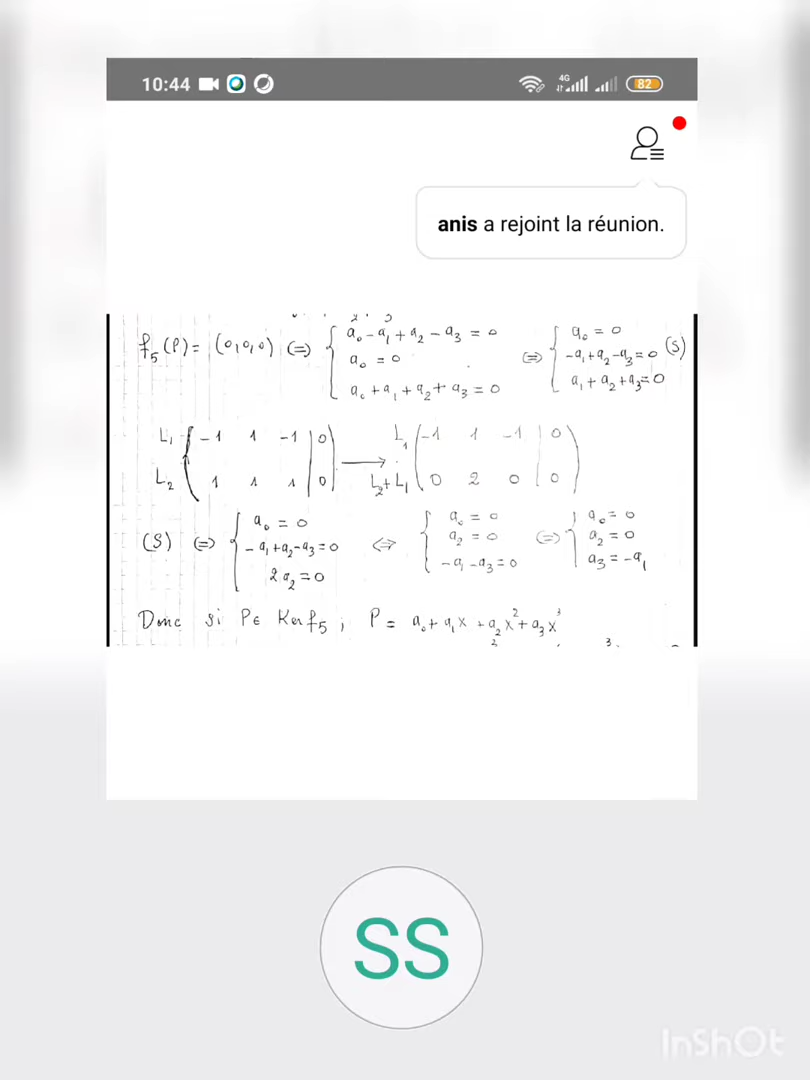 10:44 4G 82
anis a rejoint la réunion.
f₅(P) = (0,0,0) ⟺ { a₀ - a₁ + a₂ - a₃ = 0 ⟺ { a₀ = 0
a₀ = 0 -a₁+a₂-a₃=0 (S)
a₀ + a₁ + a₂ + a₃ = 0 a₁+a₂+a₃=0
L₁ ( -1 1 -1 | 0 ) → L₁ ( -1 1 -1 | 0 )
L₂ ( 1 1 1 | 0 ) L₂+L₁ ( 0 2 0 | 0 )
(S) ⟺ { a₀ = 0 ⟺ { a₀ = 0 ⟺ { a₀ = 0
-a₁+a₂-a₃=0 a₂ = 0 a₂ = 0
2a₂ = 0 -a₁-a₃=0 a₃ = -a₁
Donc si P∈ Kerf₅, P = a₀+a₁x+a₂x²+a₃x³
SS
InShOt